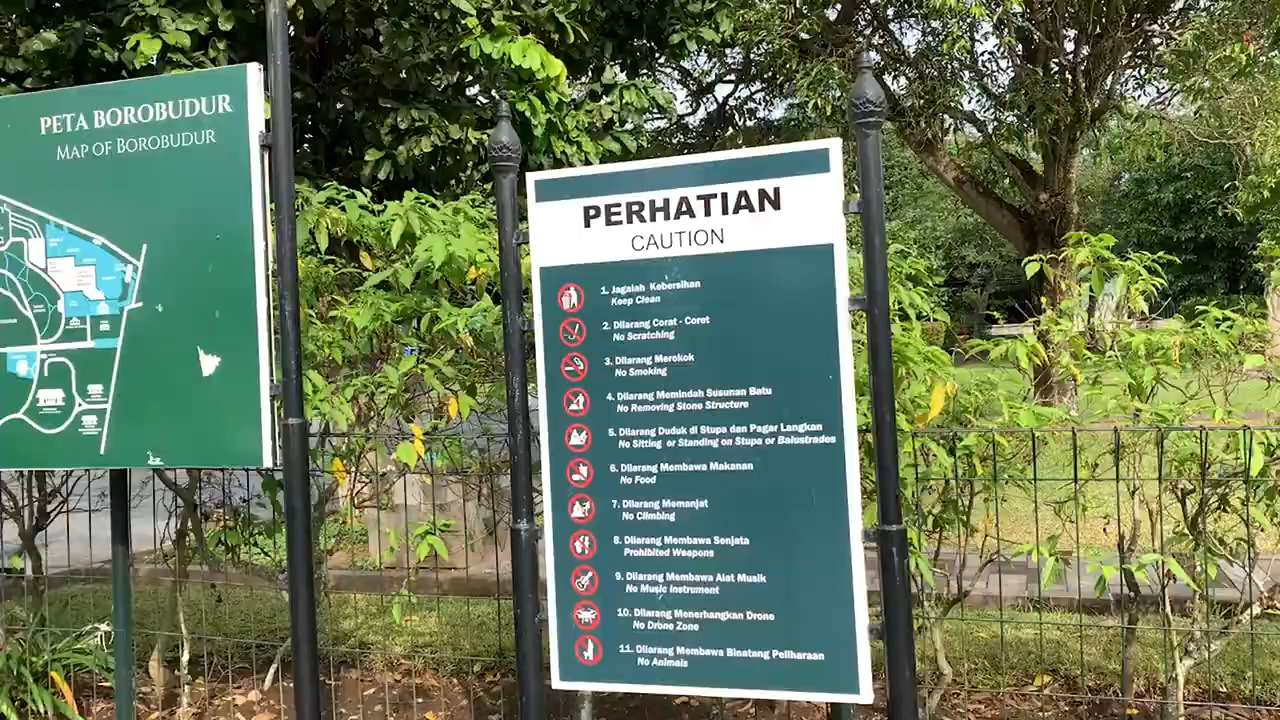 PETA BOROBUDUR
MAP OF BOROBUDUR
PERHATIAN
CAUTION
1. Jagalah Kebersihan
Keep Clean
2. Dilarang Corat - Coret
No Scratching
3. Dilarang Merokok
No Smoking
4. Dilarang Memindah Susunan Batu
No Removing Stone Structure
5. Dilarang Duduk di Stupa dan Pagar Langkan
No Sitting or Standing on Stupa or Balustrades
6. Dilarang Membawa Makanan
No Food
7. Dilarang Memanjat
No Climbing
8. Dilarang Membawa Senjata
Prohibited Weapons
9. Dilarang Membawa Alat Musik
No Music Instrument
10. Dilarang Menerbangkan Drone
No Drone Zone
11. Dilarang Membawa Binatang Peliharaan
No Animals